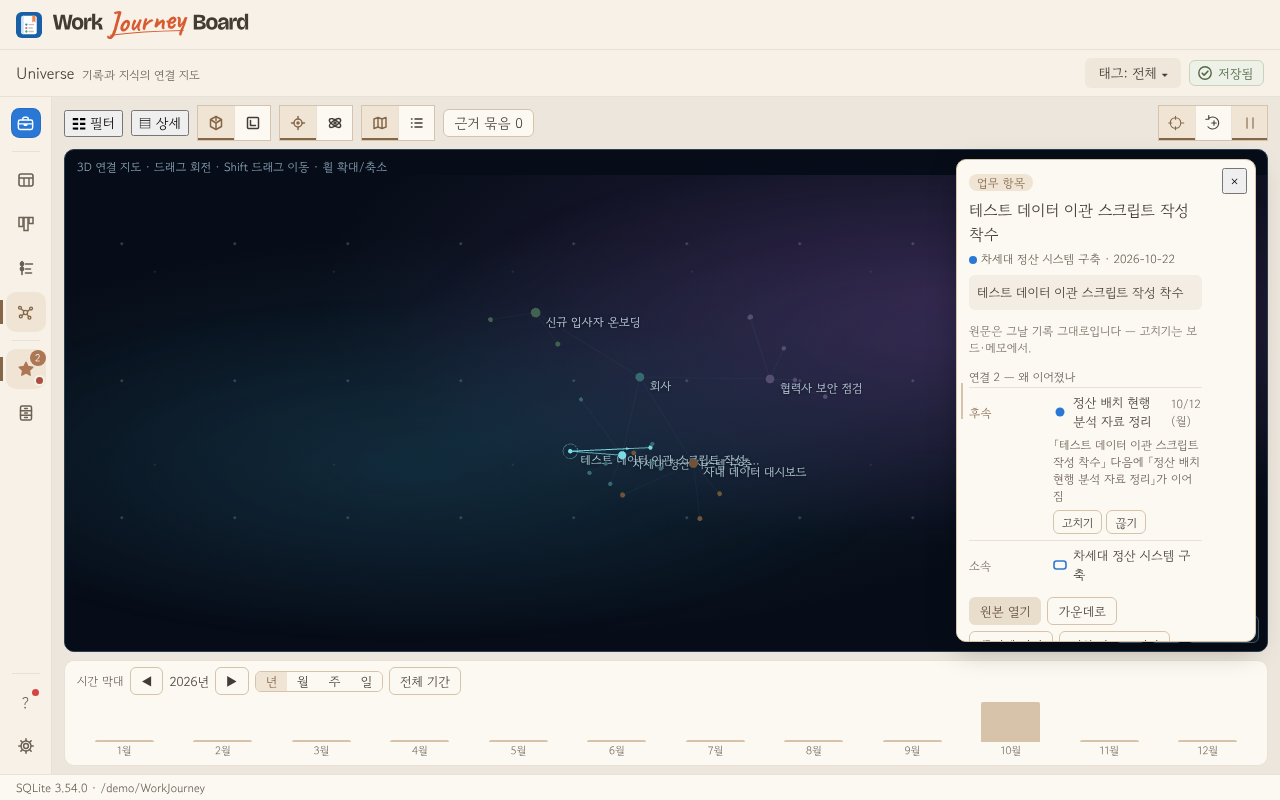 Work Journey Board
Universe 기록과 지식의 연결 지도
태그: 전체
저장됨
필터
상세
근거 묶음 0
2
3D 연결 지도 · 드래그 회전 · Shift 드래그 이동 · 휠 확대/축소
신규 입사자 온보딩
회사
협력사 보안 점검
테스트 데이터 이관 스크립트 작성…
사내 데이터 대시보드
업무 항목
×
테스트 데이터 이관 스크립트 작성
착수
차세대 정산 시스템 구축 · 2026-10-22
테스트 데이터 이관 스크립트 작성 착수
원문은 그날 기록 그대로입니다 — 고치기는 보
드·메모에서.
연결 2 — 왜 이어졌나
후속
정산 배치 현행
분석 자료 정리
10/12
(월)
「테스트 데이터 이관 스크립트
작성 착수」 다음에 「정산 배치
현행 분석 자료 정리」가 이어
짐
고치기
끊기
소속
차세대 정산 시스템 구
축
원본 열기
가운데로
시간 막대
◀
2026년
▶
년 월 주 일
전체 기간
1월 2월 3월 4월 5월 6월 7월 8월 9월 10월 11월 12월
?
SQLite 3.54.0 · /demo/WorkJourney